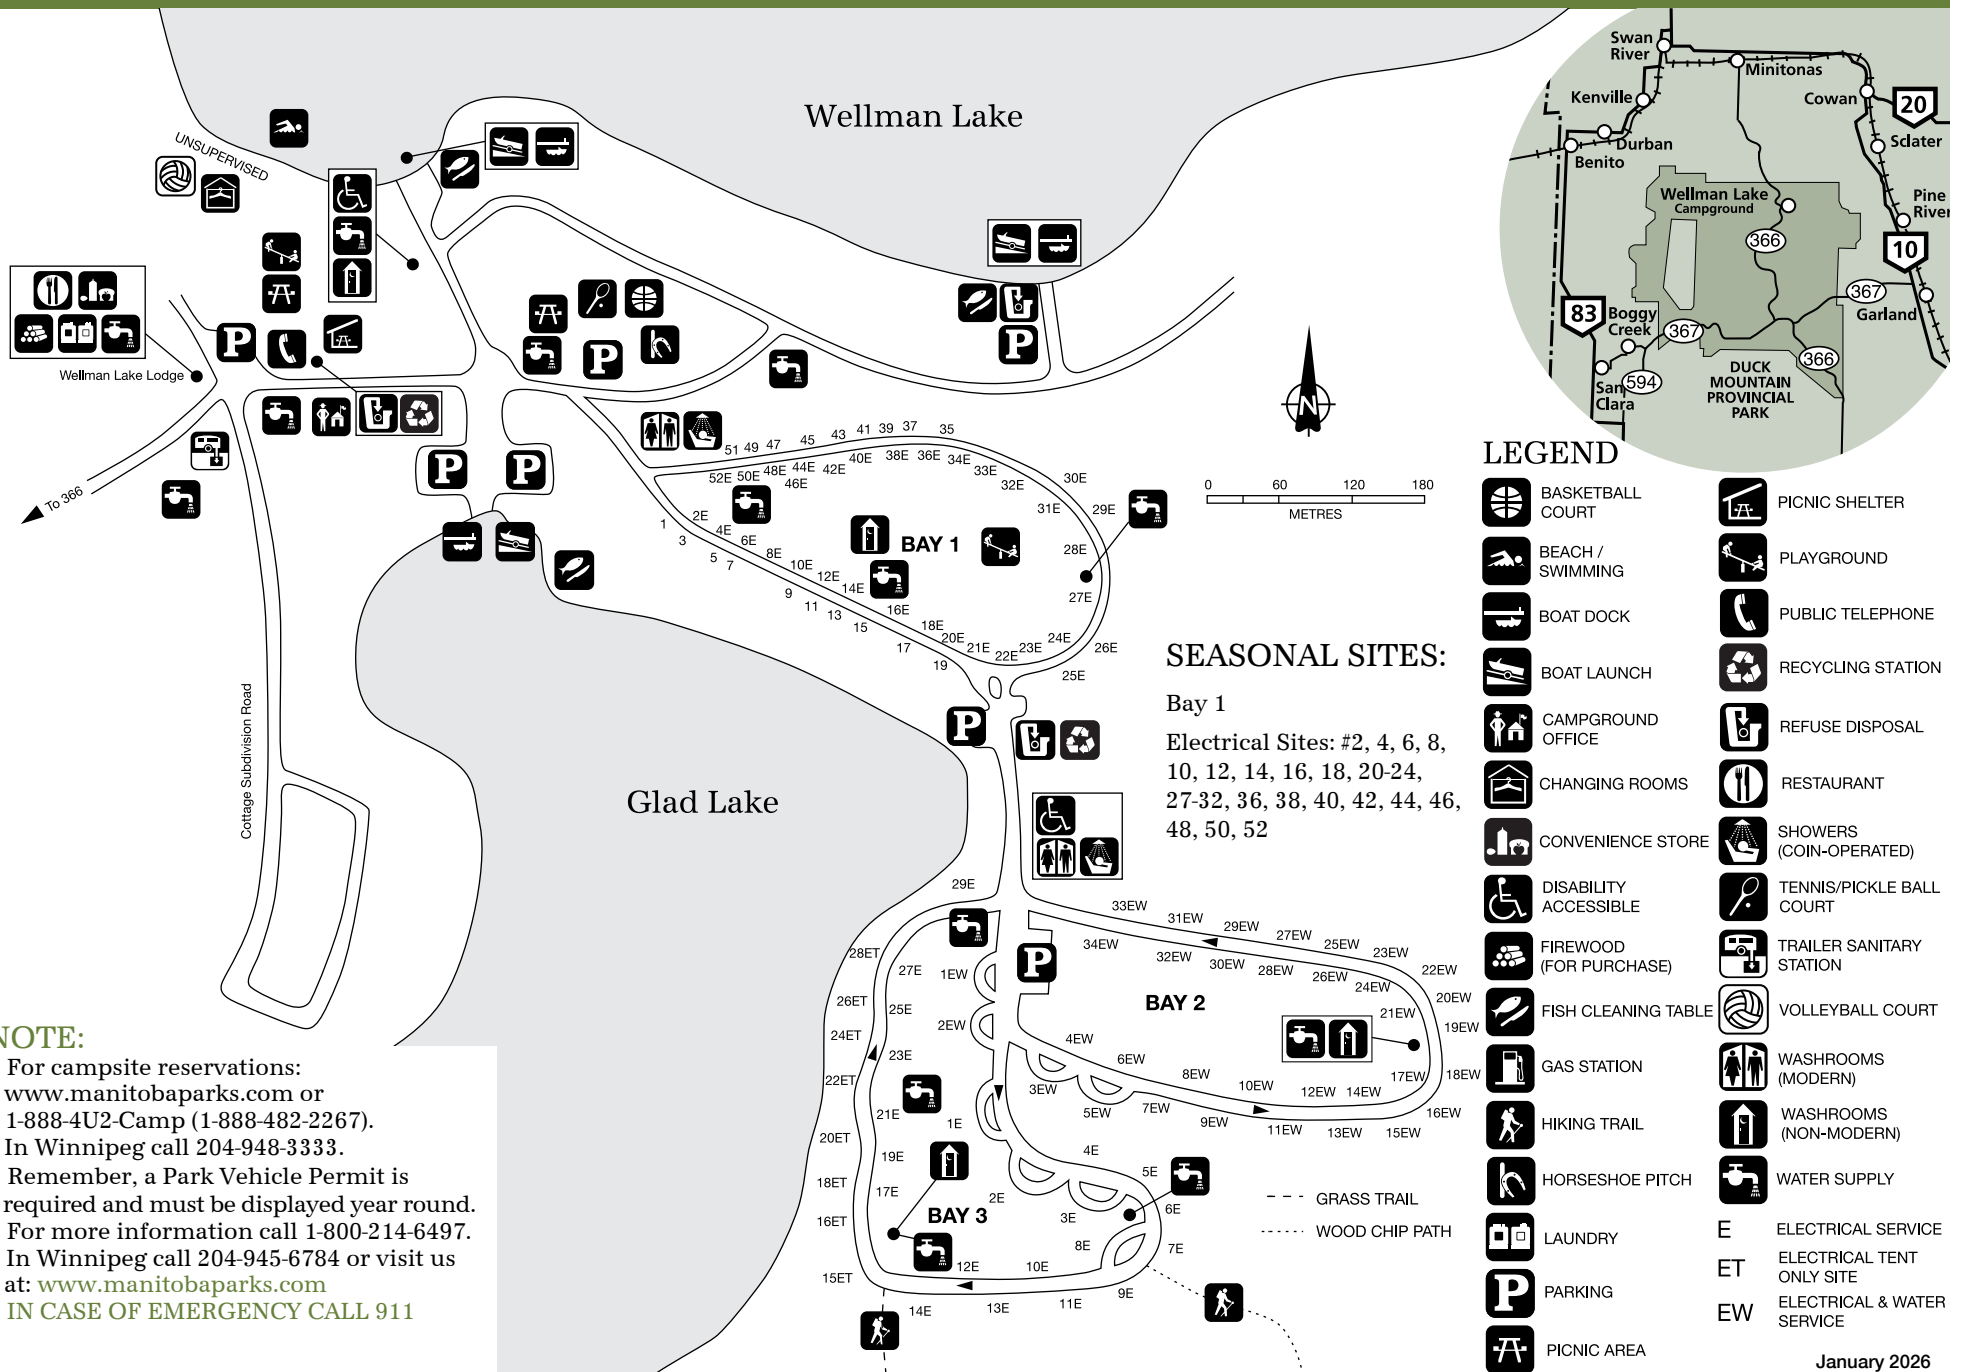 Wellman Lake
UNSUPERVISED
Wellman Lake Lodge
To 366
Cottage Subdivision Road
Glad Lake
N
0 60 120 180
METRES
51 49 47 45 43 41 39 37 35
52E 50E 48E 46E 44E 42E 40E 38E 36E 34E 33E 32E 31E 30E 29E 28E 27E 26E 25E 24E 23E 22E 21E 20E 18E
1 3 5 7 9 11 13 15 17 19
2E 4E 6E 8E 10E 12E 14E 16E
BAY 1
SEASONAL SITES:
Bay 1
Electrical Sites: #2, 4, 6, 8,
10, 12, 14, 16, 18, 20-24,
27-32, 36, 38, 40, 42, 44, 46,
48, 50, 52
33EW 31EW 29EW 27EW 25EW 23EW 22EW
34EW 32EW 30EW 28EW 26EW 24EW 21EW 20EW 19EW 18EW 17EW 16EW
BAY 2
1EW 2EW 3EW 4EW 5EW 6EW 7EW 8EW 9EW 10EW 11EW 12EW 13EW 14EW 15EW
29E 28ET 27E 26ET 25E 24ET 23E 22ET 21E 20ET 19E 18ET 17E 16ET 15ET
1E 2E 3E 4E 5E 6E 7E 8E 9E 10E 11E 12E 13E 14E
BAY 3
GRASS TRAIL
WOOD CHIP PATH
NOTE:
For campsite reservations:
www.manitobaparks.com or
1-888-4U2-Camp (1-888-482-2267).
In Winnipeg call 204-948-3333.
Remember, a Park Vehicle Permit is
required and must be displayed year round.
For more information call 1-800-214-6497.
In Winnipeg call 204-945-6784 or visit us
at: www.manitobaparks.com
IN CASE OF EMERGENCY CALL 911
Swan
River
Minitonas
Kenville
Cowan
20
Durban
Benito
Sclater
Wellman Lake
Campground
Pine
River
366
10
367
Garland
83
Boggy
Creek
367
366
San
Clara
594
DUCK
MOUNTAIN
PROVINCIAL
PARK
LEGEND
BASKETBALL
COURT
BEACH /
SWIMMING
BOAT DOCK
BOAT LAUNCH
CAMPGROUND
OFFICE
CHANGING ROOMS
CONVENIENCE STORE
DISABILITY
ACCESSIBLE
FIREWOOD
(FOR PURCHASE)
FISH CLEANING TABLE
GAS STATION
HIKING TRAIL
HORSESHOE PITCH
LAUNDRY
P PARKING
PICNIC AREA
PICNIC SHELTER
PLAYGROUND
PUBLIC TELEPHONE
RECYCLING STATION
REFUSE DISPOSAL
RESTAURANT
SHOWERS
(COIN-OPERATED)
TENNIS/PICKLE BALL
COURT
TRAILER SANITARY
STATION
VOLLEYBALL COURT
WASHROOMS
(MODERN)
WASHROOMS
(NON-MODERN)
WATER SUPPLY
E ELECTRICAL SERVICE
ET ELECTRICAL TENT
ONLY SITE
EW ELECTRICAL & WATER
SERVICE
January 2026